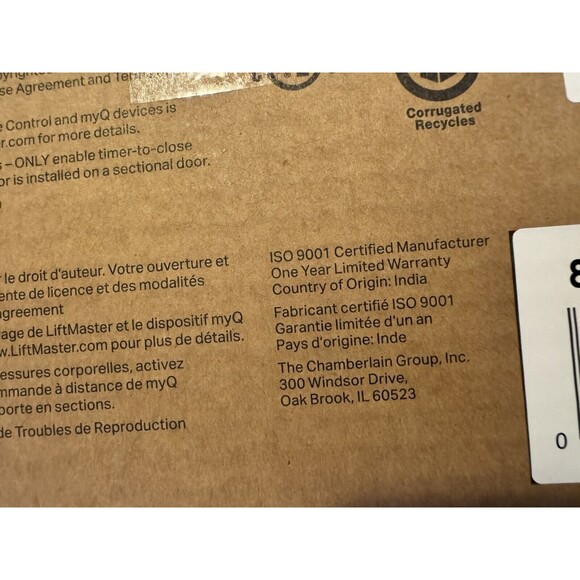 se Agreement and
Control and myQ devices is
r.com for more details.
– ONLY enable timer-to-close
or is installed on a sectional door.
Corrugated
Recycles
le droit d'auteur. Votre ouverture et
ente de licence et des modalités
greement
age de LiftMaster et le dispositif myQ
w.LiftMaster.com pour plus de détails.
essures corporelles, activez
mmande à distance de myQ
porte en sections.
de Troubles de Reproduction
ISO 9001 Certified Manufacturer
One Year Limited Warranty
Country of Origin: India
Fabricant certifié ISO 9001
Garantie limitée d'un an
Pays d'origine: Inde
The Chamberlain Group, Inc.
300 Windsor Drive,
Oak Brook, IL 60523
0